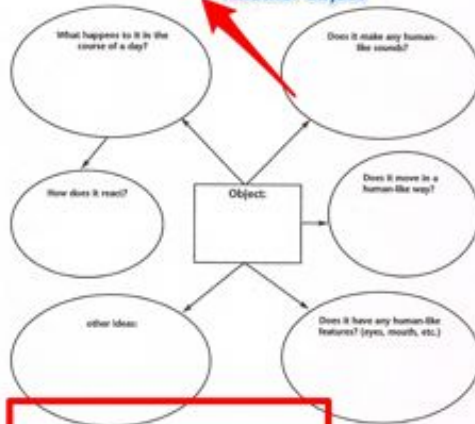 What happens to it in the
course of a day?
Does it make any human-
like sounds?
How does it react?
Object:
Does it move in a
human-like way?
other ideas:
Does it have any human-like
features? (eyes, mouth, etc.)